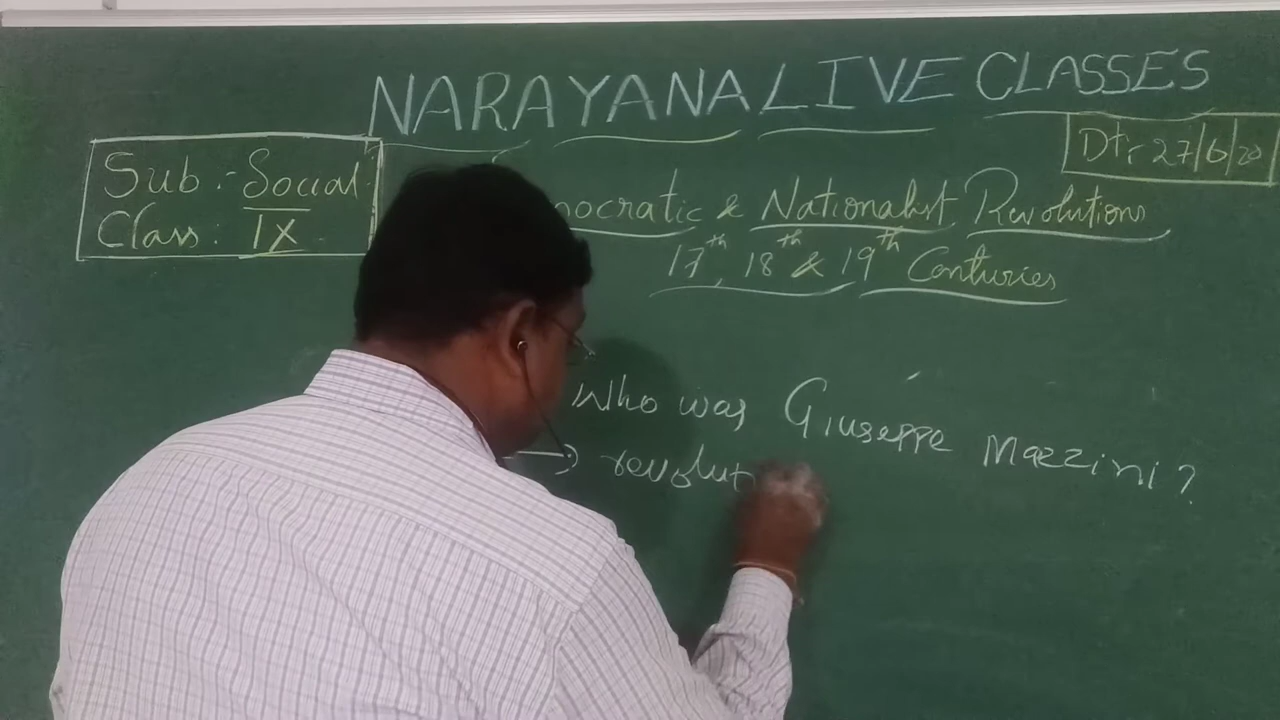 NARAYANA LIVE CLASSES
Sub :- Social
Class : IX
Dt: 27/6/20
nocratic & Nationalist Revolutions
17th, 18th & 19th Centuries
Who was Giuseppe Mazzini?
→ revolut